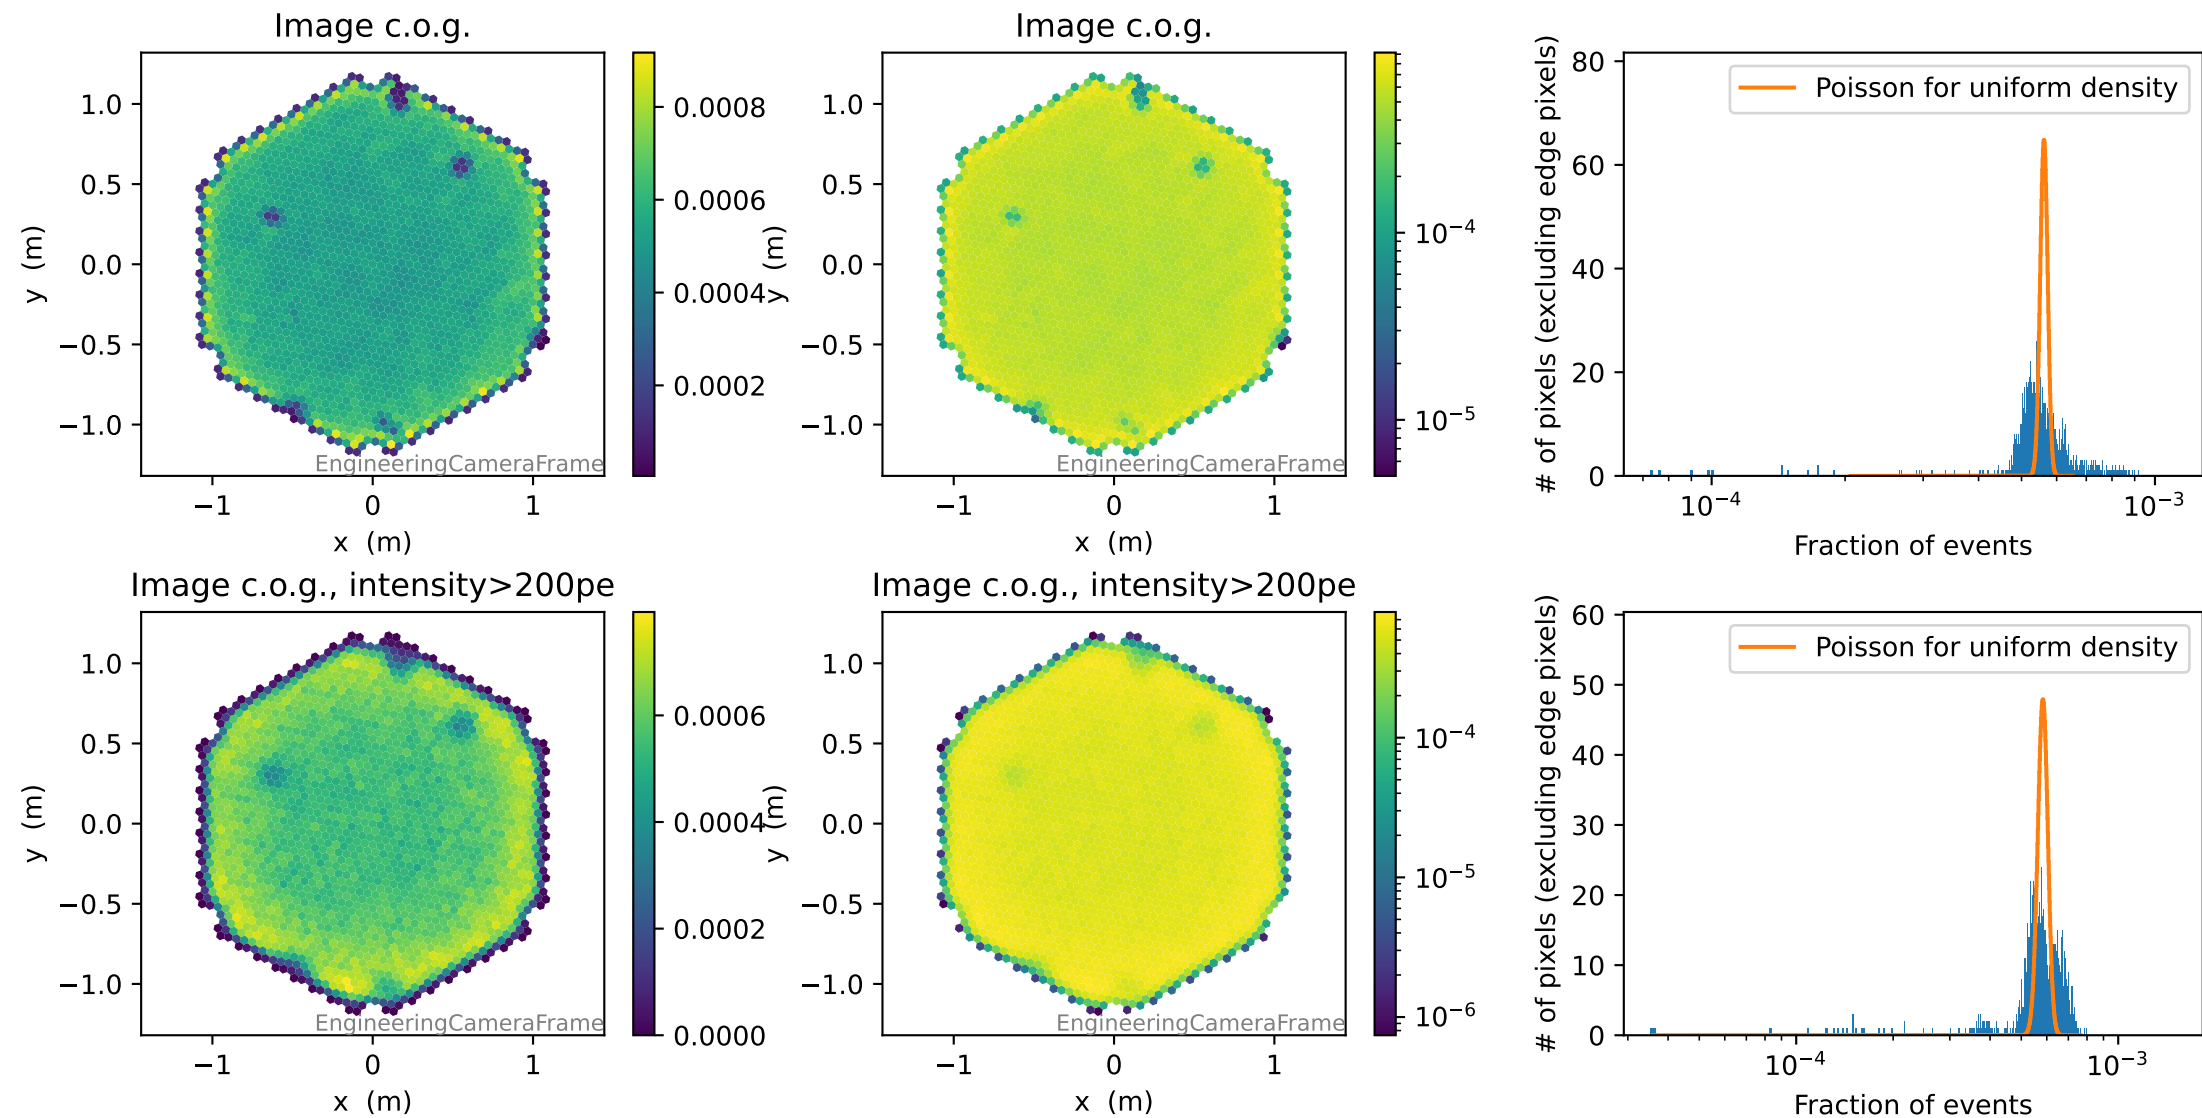 Image c.o.g.
y (m)
1.0
0.5
0.0
−0.5
−1.0
−1
0
1
x (m)
EngineeringCameraFrame
0.0008
0.0006
0.0004
0.0002
Image c.o.g.
y (m)
1.0
0.5
0.0
−0.5
−1.0
−1
0
1
x (m)
EngineeringCameraFrame
10⁻⁴
10⁻⁵
# of pixels (excluding edge pixels)
80
60
40
20
0
Poisson for uniform density
10⁻⁴
10⁻³
Fraction of events
Image c.o.g., intensity>200pe
y (m)
1.0
0.5
0.0
−0.5
−1.0
−1
0
1
x (m)
EngineeringCameraFrame
0.0006
0.0004
0.0002
0.0000
Image c.o.g., intensity>200pe
y (m)
1.0
0.5
0.0
−0.5
−1.0
−1
0
1
x (m)
EngineeringCameraFrame
10⁻⁴
10⁻⁵
10⁻⁶
# of pixels (excluding edge pixels)
60
50
40
30
20
10
0
Poisson for uniform density
10⁻⁴
10⁻³
Fraction of events